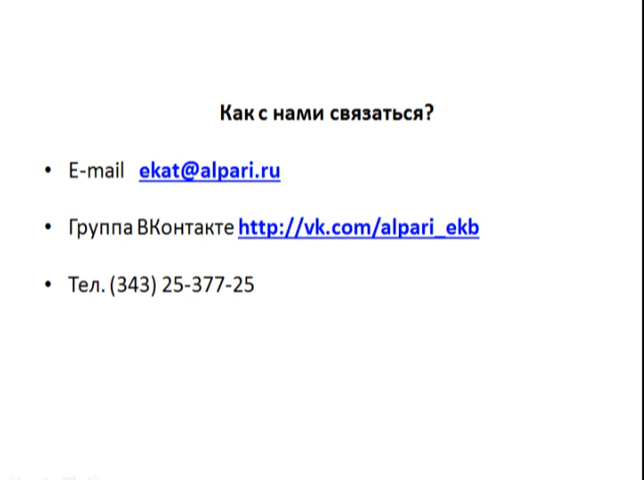 Как с нами связаться?
• E-mail ekat@alpari.ru
• Группа ВКонтакте http://vk.com/alpari_ekb
• Тел. (343) 25-377-25